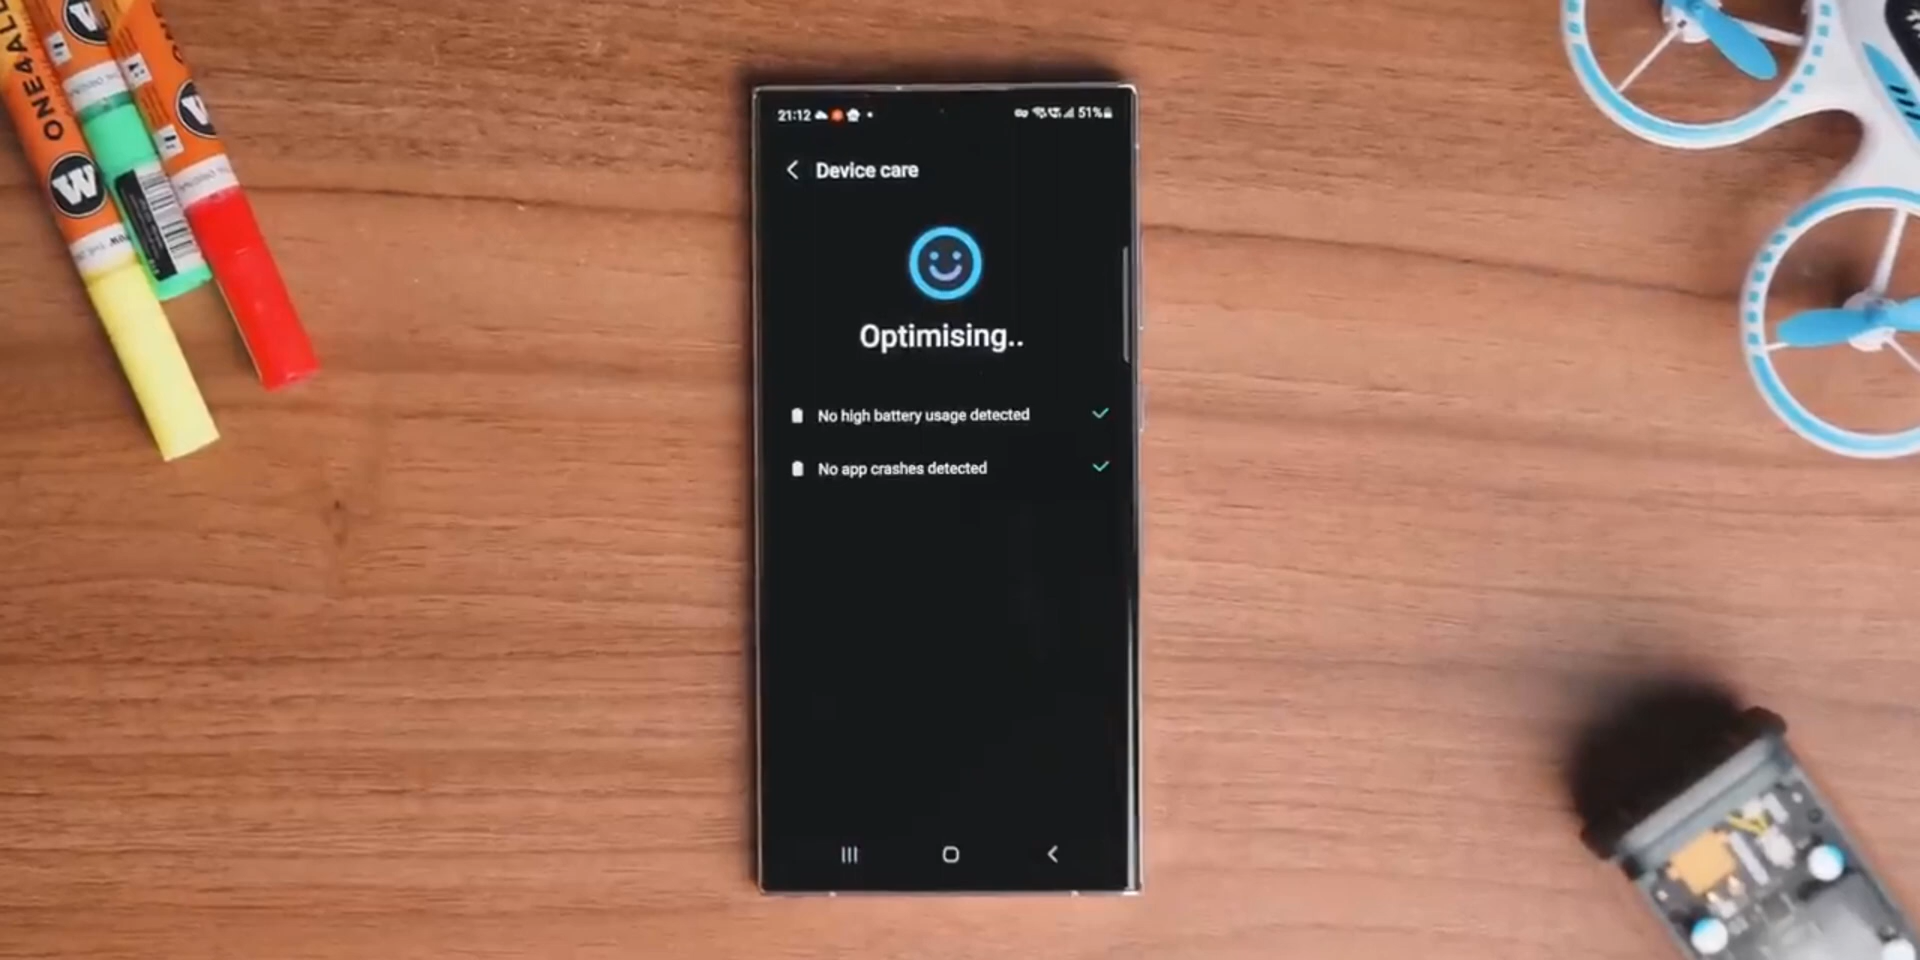 ONE4ALL
21:12
51%
Device care
Optimising..
No high battery usage detected
No app crashes detected